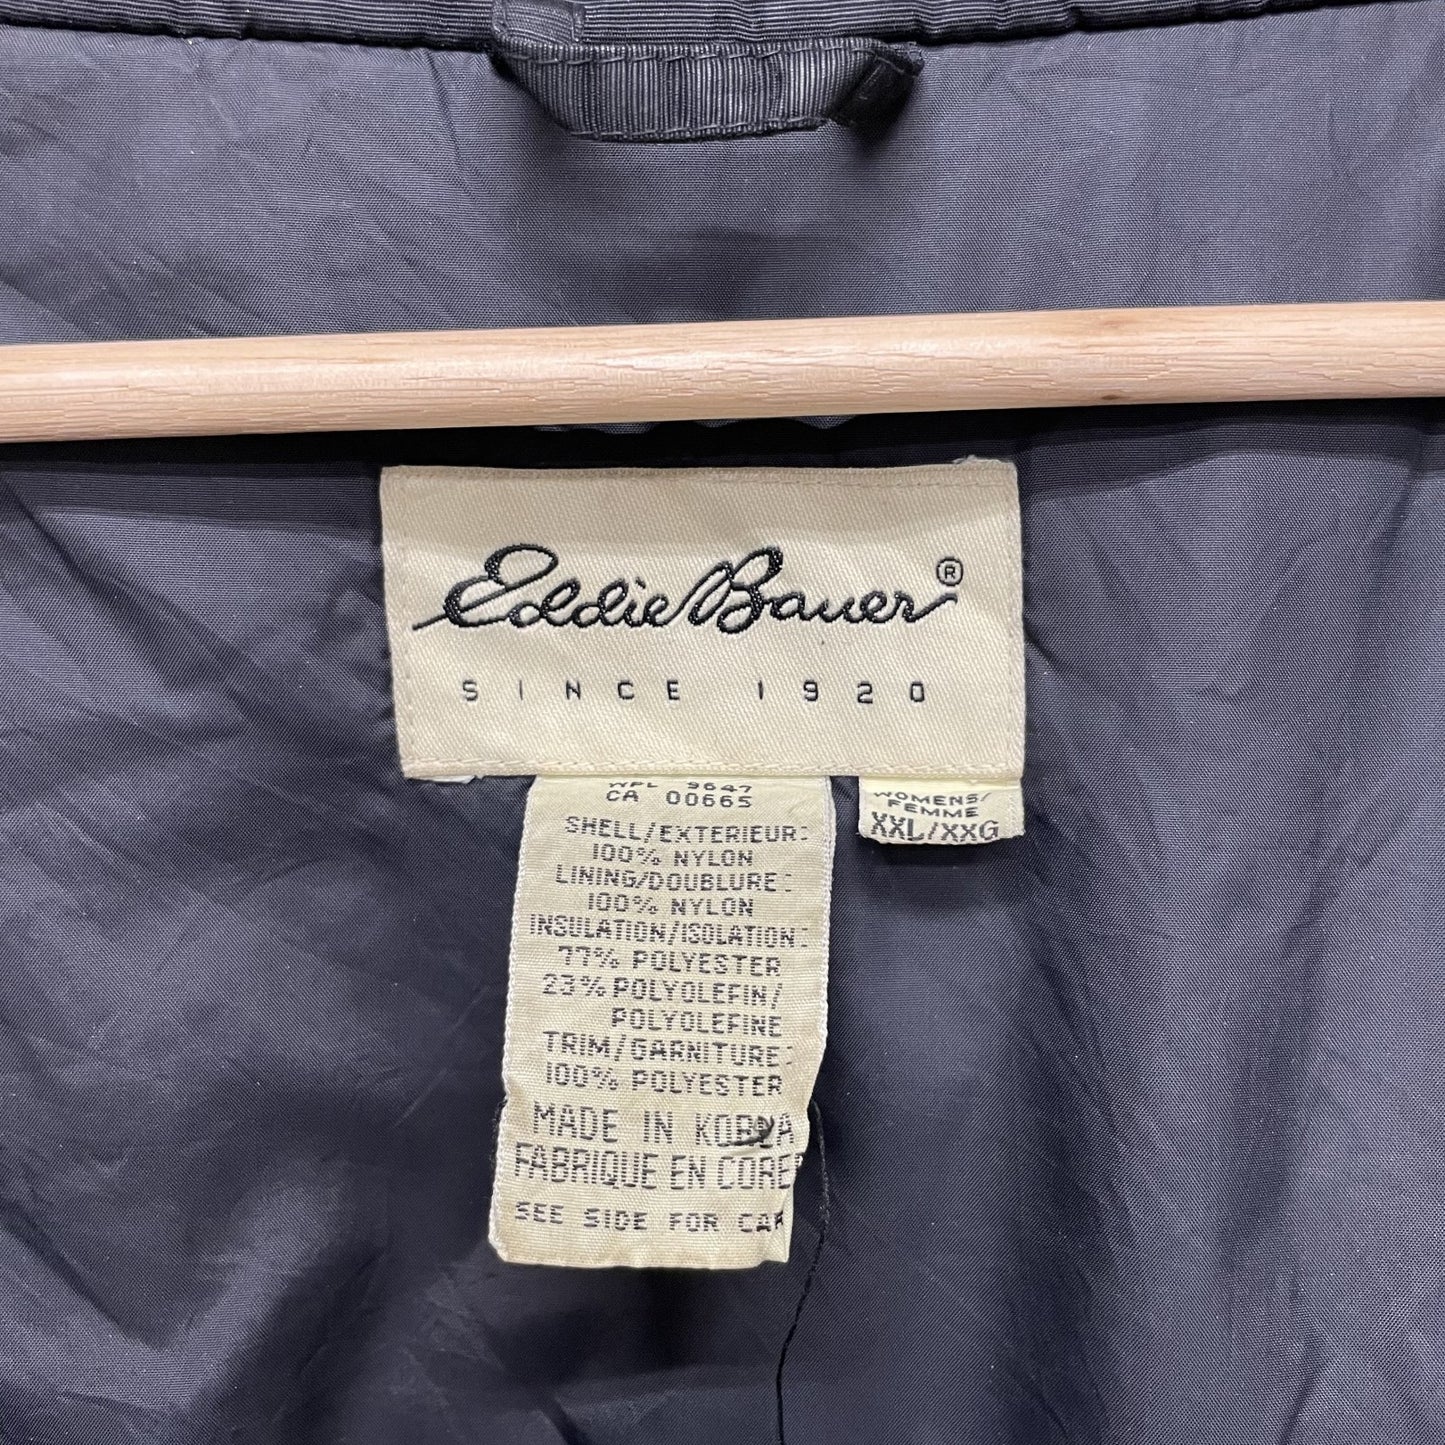 Eddie Bauer®
SINCE 1920
WPL 9647
CA 00665
SHELL/EXTERIEUR:
100% NYLON
LINING/DOUBLURE:
100% NYLON
INSULATION/ISOLATION:
77% POLYESTER
23% POLYOLEFIN/
POLYOLEFINE
TRIM/GARNITURE:
100% POLYESTER
MADE IN KOREA
FABRIQUE EN COREE
SEE SIDE FOR CAR
WOMENS/
FEMME
XXL/XXG